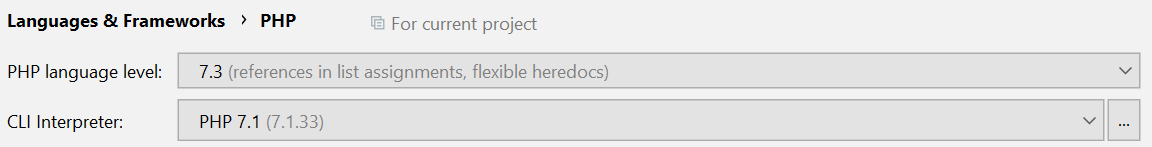 Languages & Frameworks › PHP For current project
PHP language level: 7.3 (references in list assignments, flexible heredocs)
CLI Interpreter: PHP 7.1 (7.1.33) ...